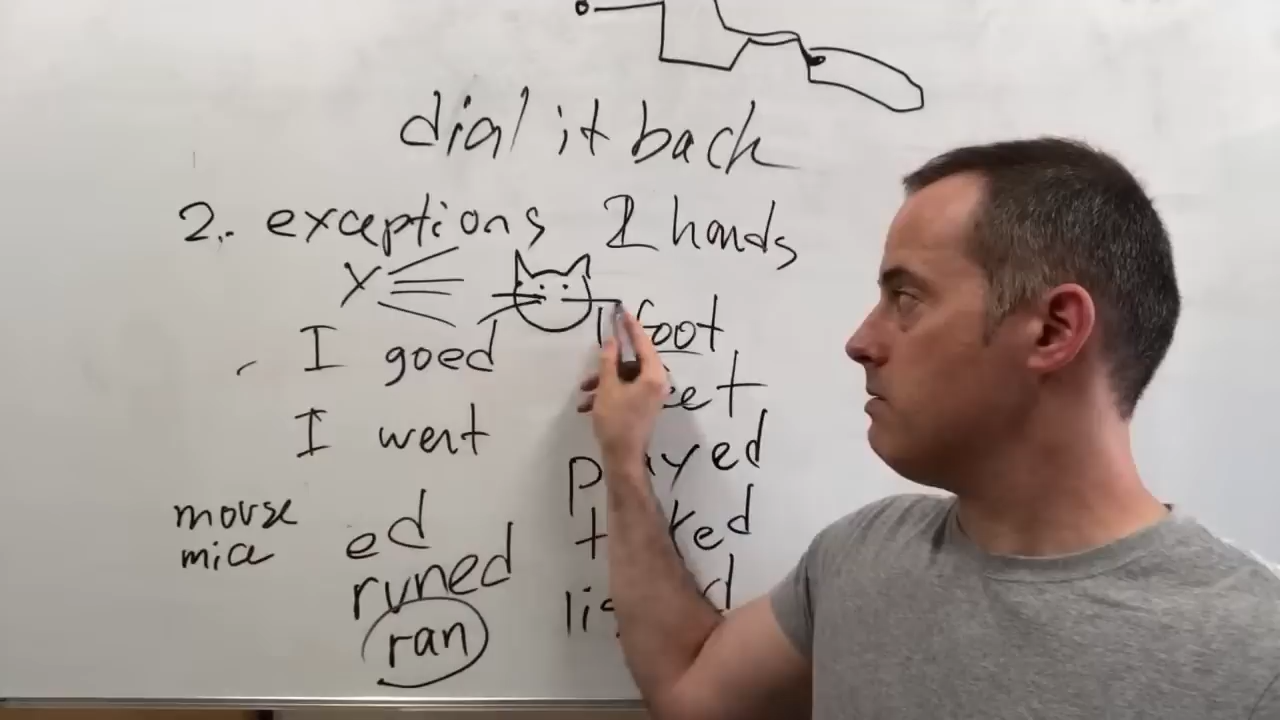 dial it back
2. exceptions 2 hands
Y
I goed
foot
I went
played
mouse
mice
ed
runed
ran